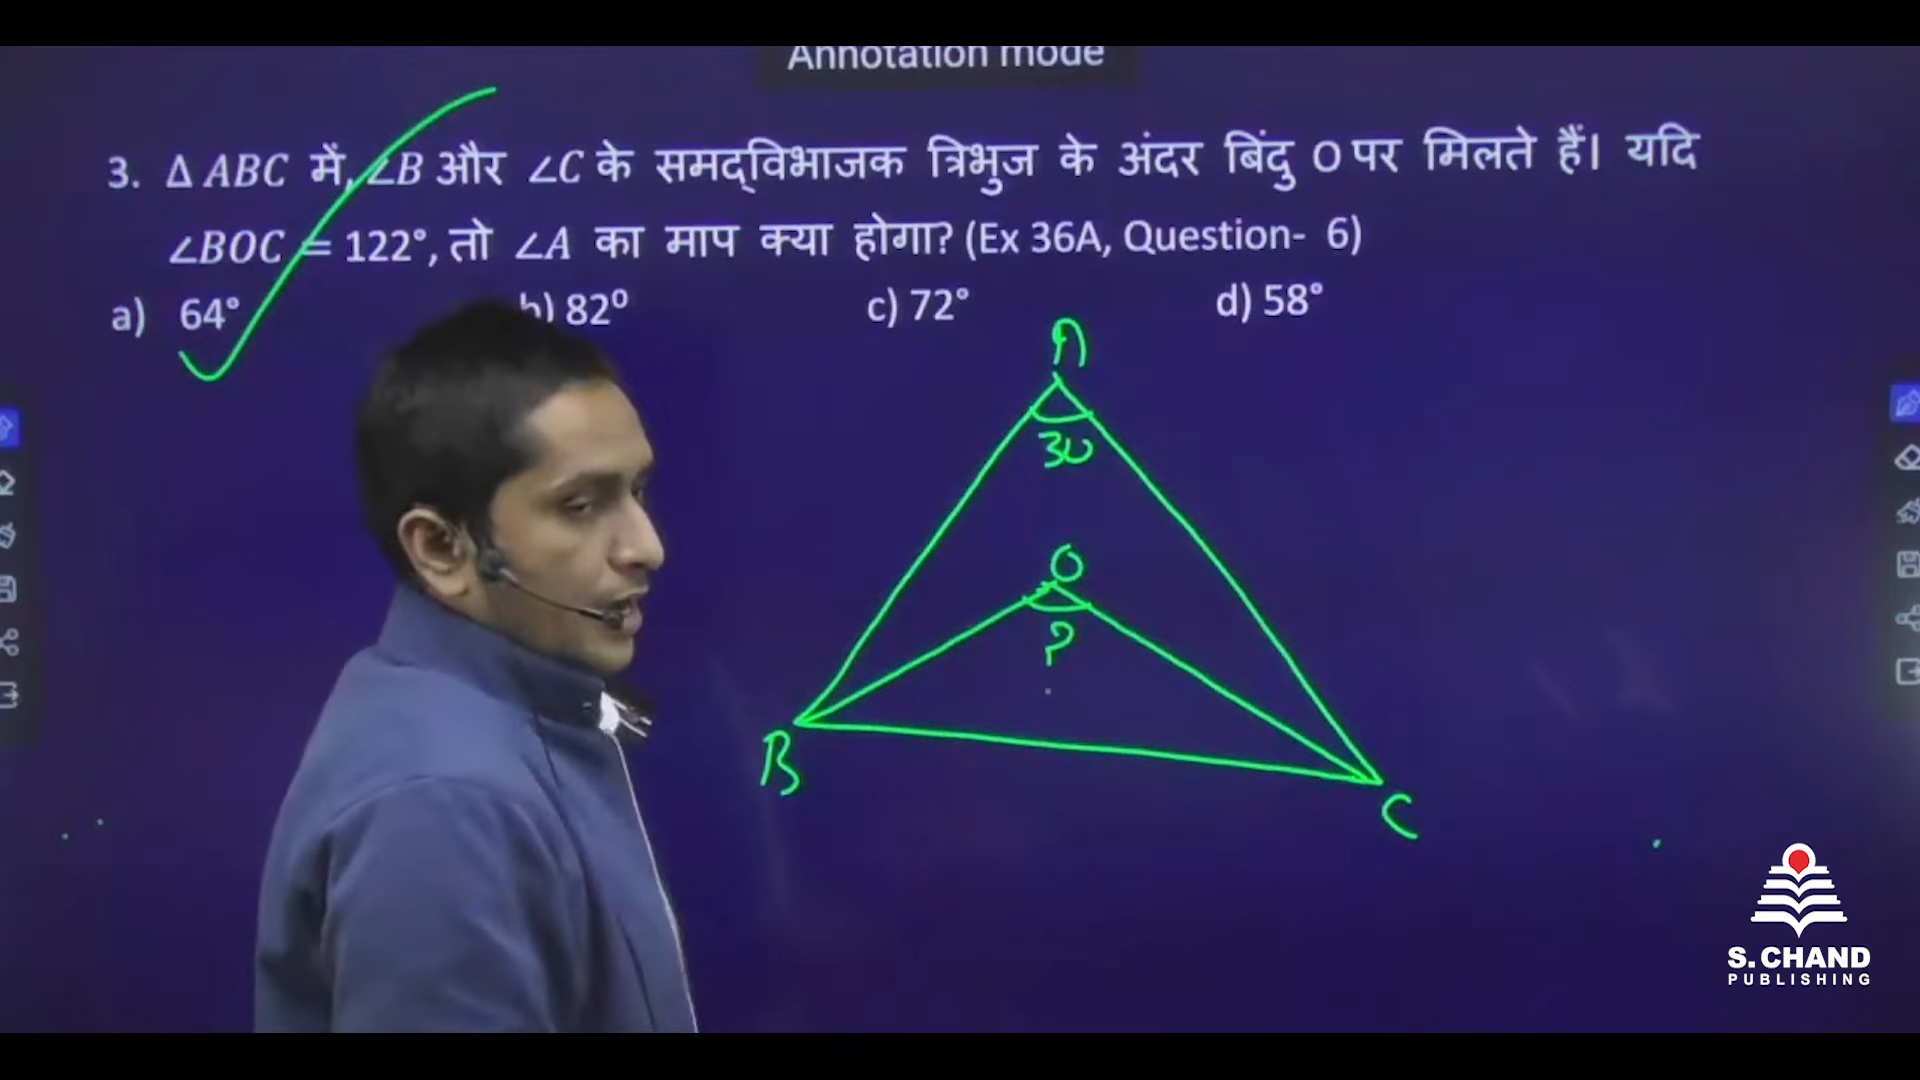 Annotation mode
3. Δ ABC में, ∠B और ∠C के समद्विभाजक त्रिभुज के अंदर बिंदु O पर मिलते हैं। यदि
∠BOC = 122°, तो ∠A का माप क्या होगा? (Ex 36A, Question- 6)
a) 64° b) 82⁰ c) 72° d) 58°
A
30
O
?
B
C
S. CHAND
PUBLISHING